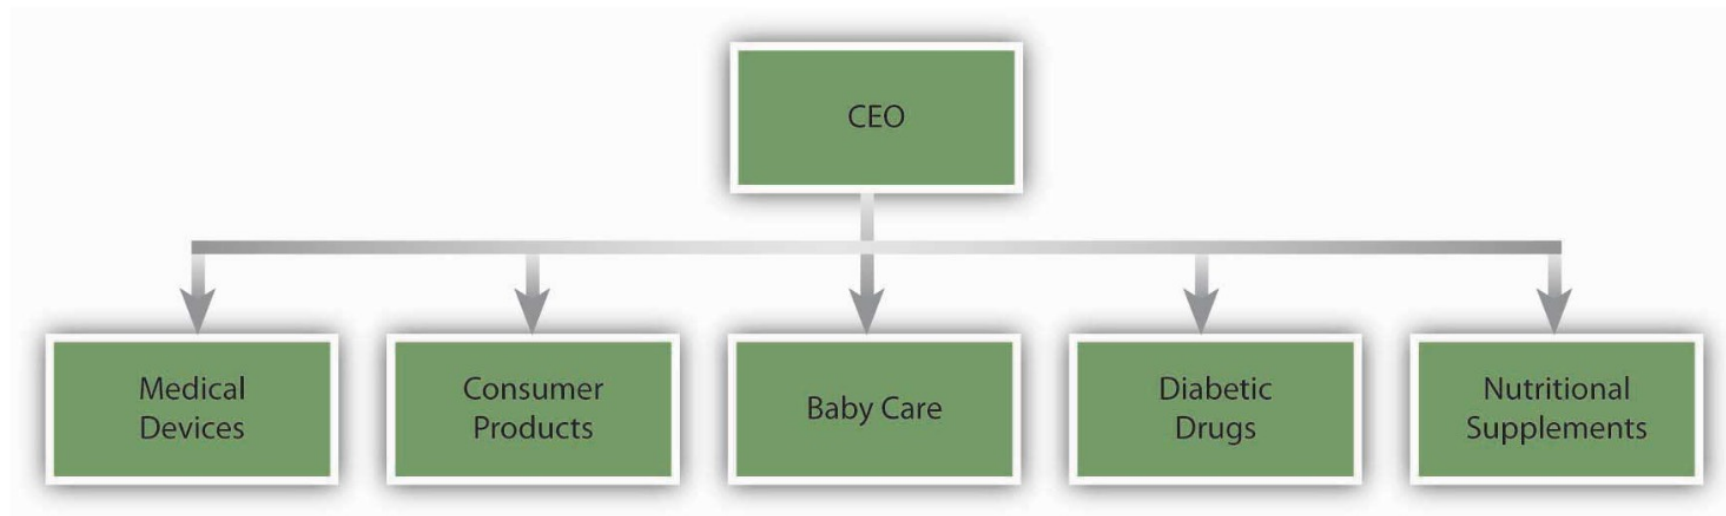 CEO
Medical
Devices
Consumer
Products
Baby Care
Diabetic
Drugs
Nutritional
Supplements